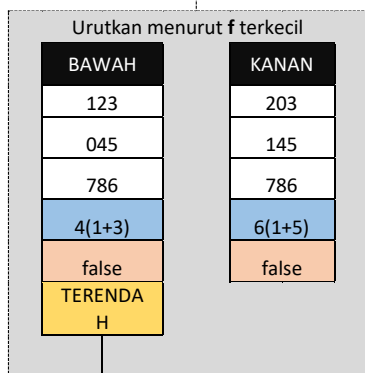 Urutkan menurut f terkecil
BAWAH
123
045
786
4(1+3)
false
TERENDA
H
KANAN
203
145
786
6(1+5)
false